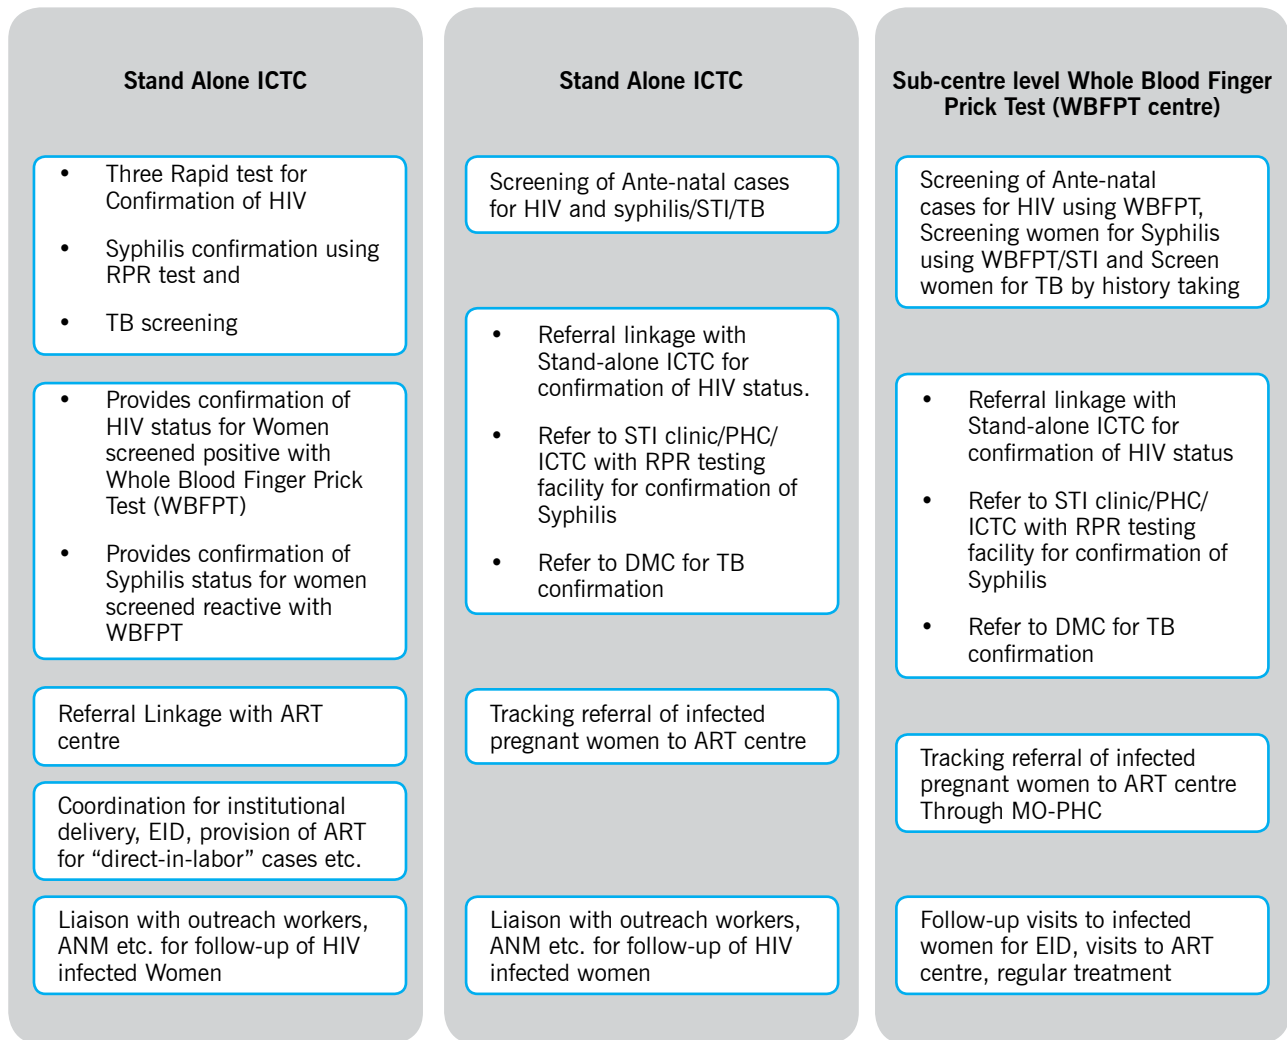 Stand Alone ICTC
• Three Rapid test for
Confirmation of HIV
• Syphilis confirmation using
RPR test and
• TB screening
• Provides confirmation of
HIV status for Women
screened positive with
Whole Blood Finger Prick
Test (WBFPT)
• Provides confirmation of
Syphilis status for women
screened reactive with
WBFPT
Referral Linkage with ART
centre
Coordination for institutional
delivery, EID, provision of ART
for “direct-in-labor” cases etc.
Liaison with outreach workers,
ANM etc. for follow-up of HIV
infected Women
Stand Alone ICTC
Screening of Ante-natal cases
for HIV and syphilis/STI/TB
• Referral linkage with
Stand-alone ICTC for
confirmation of HIV status.
• Refer to STI clinic/PHC/
ICTC with RPR testing
facility for confirmation of
Syphilis
• Refer to DMC for TB
confirmation
Tracking referral of infected
pregnant women to ART centre
Liaison with outreach workers,
ANM etc. for follow-up of HIV
infected women
Sub-centre level Whole Blood Finger
Prick Test (WBFPT centre)
Screening of Ante-natal
cases for HIV using WBFPT,
Screening women for Syphilis
using WBFPT/STI and Screen
women for TB by history taking
• Referral linkage with
Stand-alone ICTC for
confirmation of HIV status
• Refer to STI clinic/PHC/
ICTC with RPR testing
facility for confirmation of
Syphilis
• Refer to DMC for TB
confirmation
Tracking referral of infected
pregnant women to ART centre
Through MO-PHC
Follow-up visits to infected
women for EID, visits to ART
centre, regular treatment